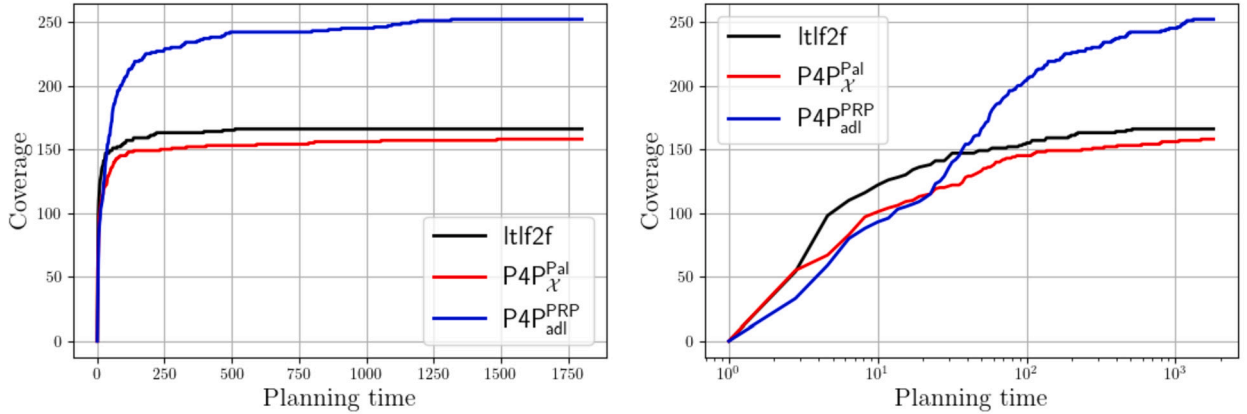 250
200
150
100
50
0
Coverage
ltlf2f
P4P^Pal_𝒳
P4P^PRP_adl
0 250 500 750 1000 1250 1500 1750
Planning time
250
200
150
100
50
0
Coverage
ltlf2f
P4P^Pal_𝒳
P4P^PRP_adl
10^0 10^1 10^2 10^3
Planning time